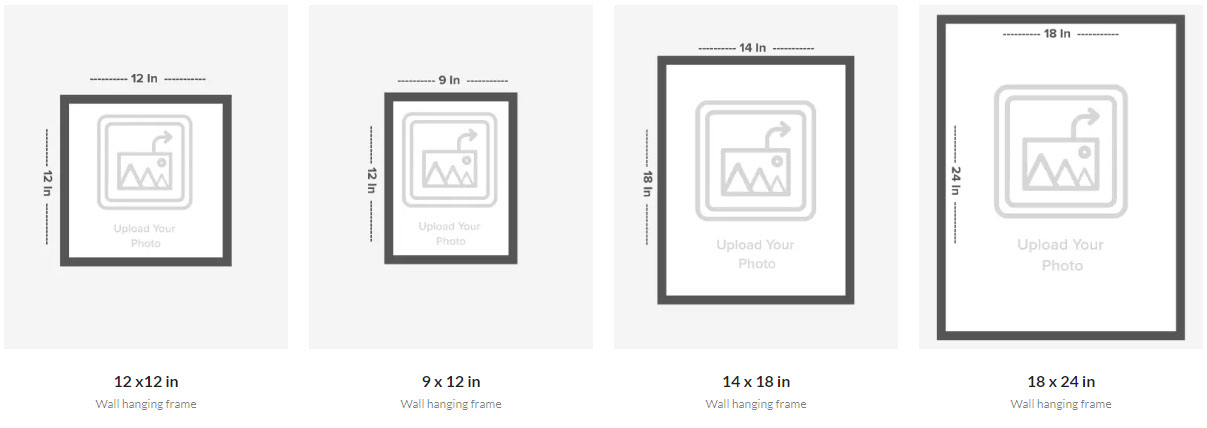 ---------- 12 In -----------
---------- 12 In -----------
Upload Your
Photo
12 x12 in
Wall hanging frame
---------- 9 In -----------
---------- 12 In -----------
Upload Your
Photo
9 x 12 in
Wall hanging frame
---------- 14 In -----------
---------- 18 In -----------
Upload Your
Photo
14 x 18 in
Wall hanging frame
---------- 18 In -----------
---------- 24 In -----------
Upload Your
Photo
18 x 24 in
Wall hanging frame